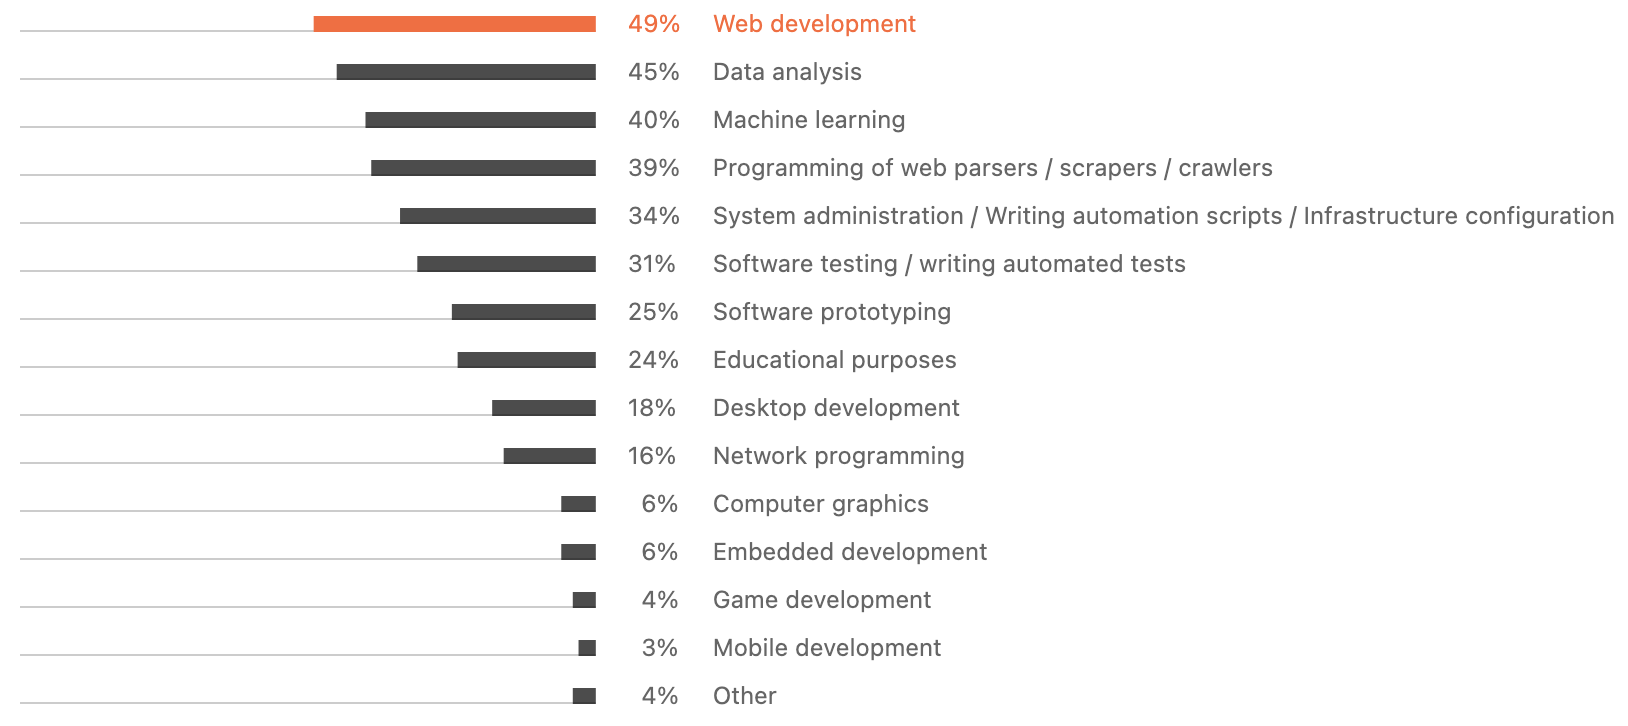 49% Web development
45% Data analysis
40% Machine learning
39% Programming of web parsers / scrapers / crawlers
34% System administration / Writing automation scripts / Infrastructure configuration
31% Software testing / writing automated tests
25% Software prototyping
24% Educational purposes
18% Desktop development
16% Network programming
6% Computer graphics
6% Embedded development
4% Game development
3% Mobile development
4% Other